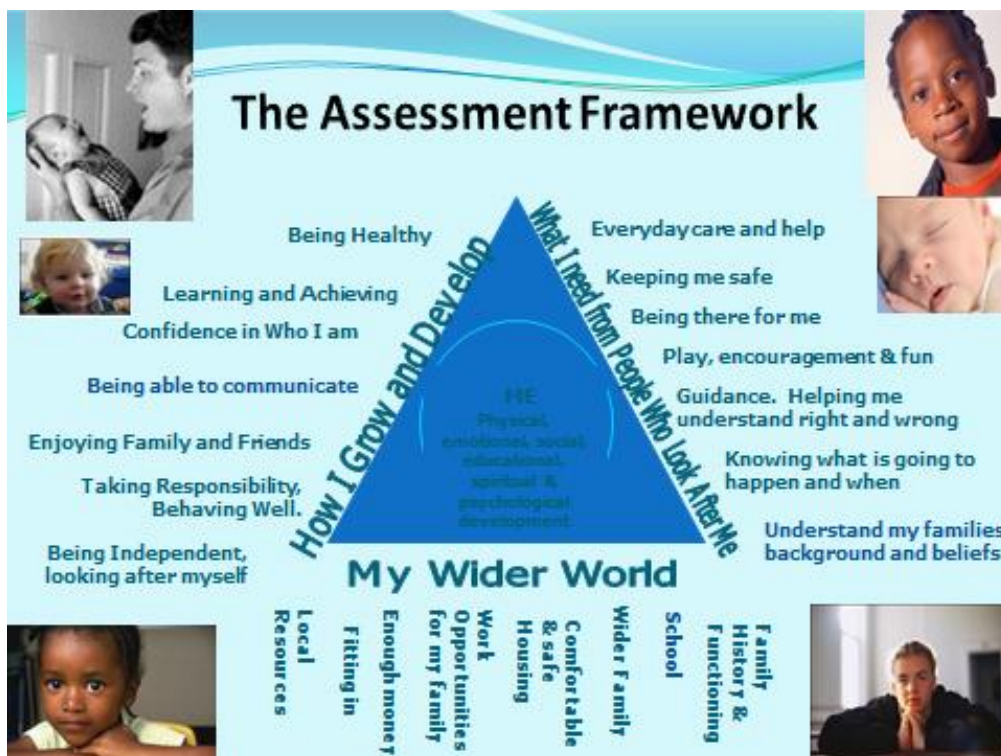 The Assessment Framework
Being Healthy
Learning and Achieving
Confidence in Who I am
Being able to communicate
Enjoying Family and Friends
Taking Responsibility,
Behaving Well.
Being Independent,
looking after myself
How I Grow and Develop
HE
Physical,
emotional, social,
educational,
spiritual &
psychological
development
What I need from People Who Look After Me
Everyday care and help
Keeping me safe
Being there for me
Play, encouragement & fun
Guidance. Helping me
understand right and wrong
Knowing what is going to
happen and when
Understand my families
background and beliefs
My Wider World
Local
Resources
Fitting in
Enough money
Work
Opportunities
for my family
Comfortable
& safe
Housing
Wider Family
School
Family
History &
Functioning